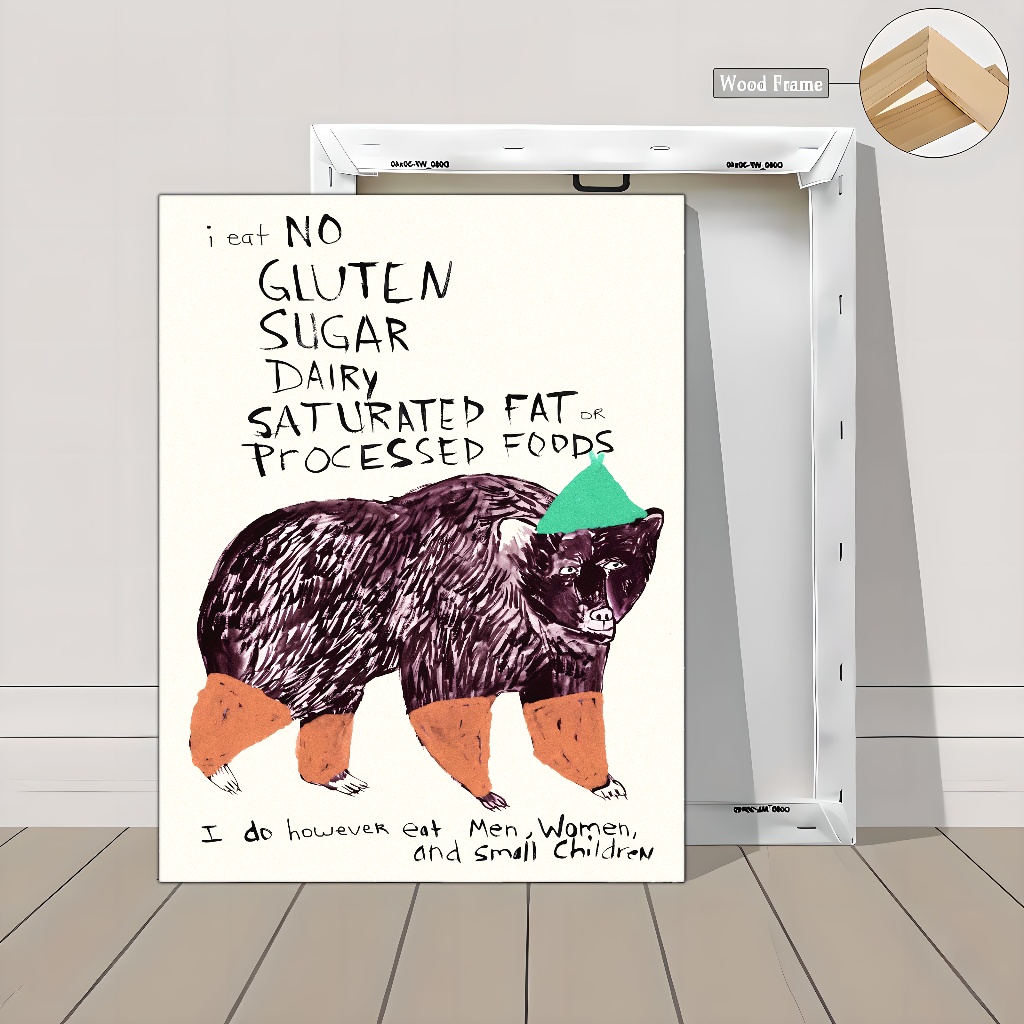 Wood Frame
i eat NO
GLUTEN
SUGAR
DAIRy
SATURATED FAT OR
PrOCESSED FOODS
I do however eat Men, Women,
and small Children